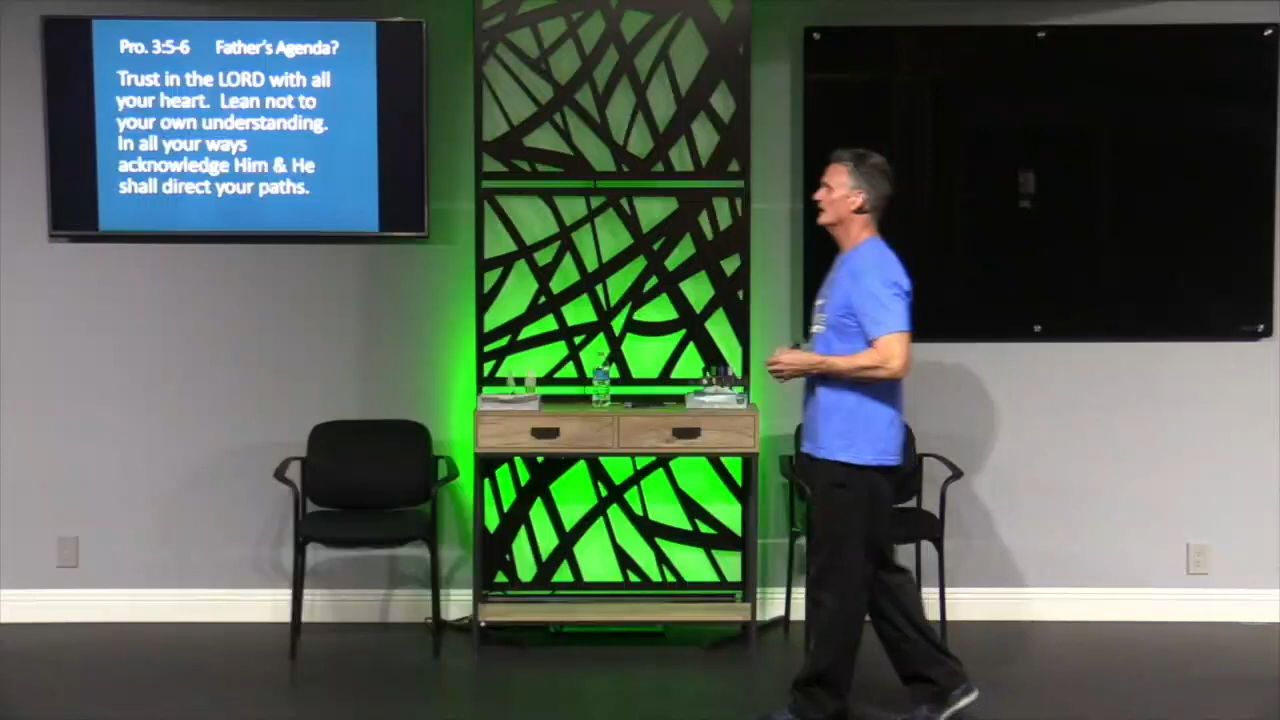 Pro. 3:5-6 Father's Agenda?
Trust in the LORD with all
your heart. Lean not to
your own understanding.
In all your ways
acknowledge Him & He
shall direct your paths.